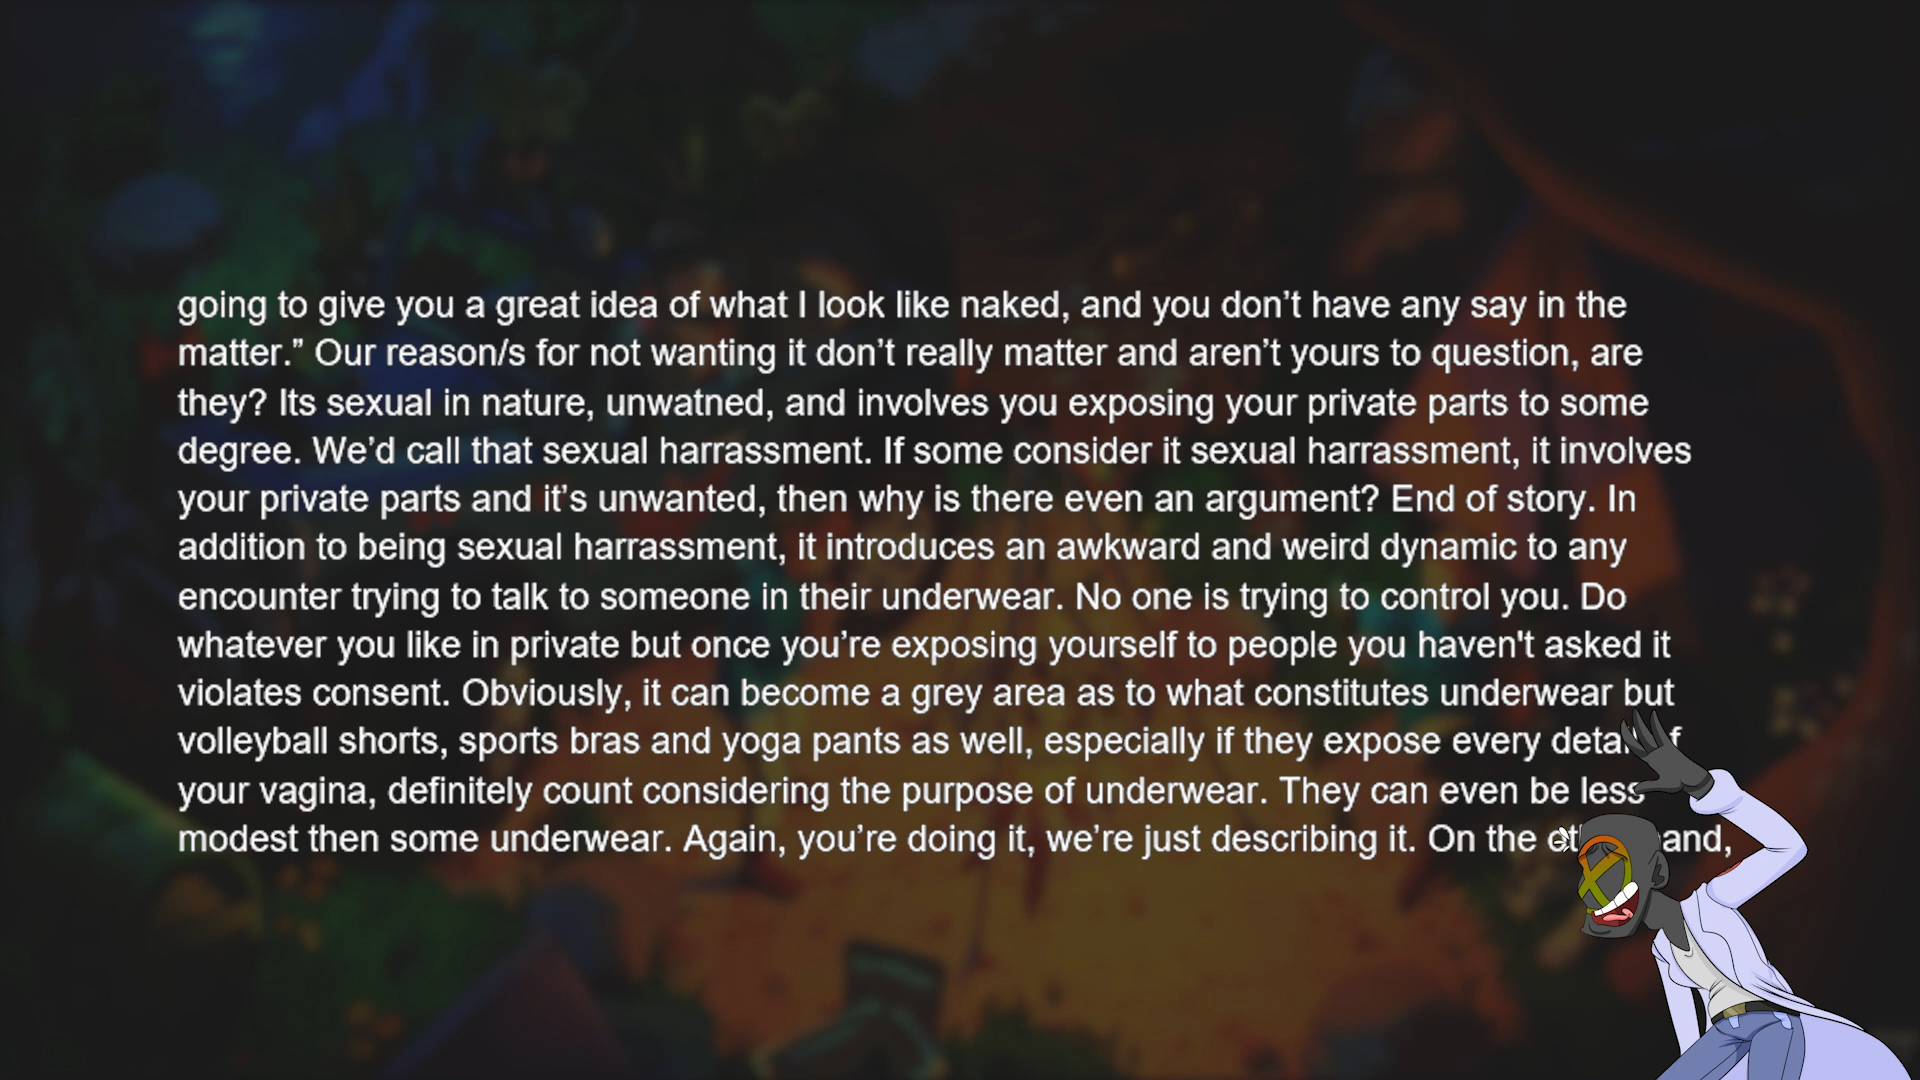 going to give you a great idea of what I look like naked, and you don’t have any say in the
matter.” Our reason/s for not wanting it don’t really matter and aren’t yours to question, are
they? Its sexual in nature, unwatned, and involves you exposing your private parts to some
degree. We’d call that sexual harrassment. If some consider it sexual harrassment, it involves
your private parts and it’s unwanted, then why is there even an argument? End of story. In
addition to being sexual harrassment, it introduces an awkward and weird dynamic to any
encounter trying to talk to someone in their underwear. No one is trying to control you. Do
whatever you like in private but once you’re exposing yourself to people you haven't asked it
violates consent. Obviously, it can become a grey area as to what constitutes underwear but
volleyball shorts, sports bras and yoga pants as well, especially if they expose every
your vagina, definitely count considering the purpose of underwear. They can even be less
modest then some underwear. Again, you’re doing it, we’re just describing it. On the